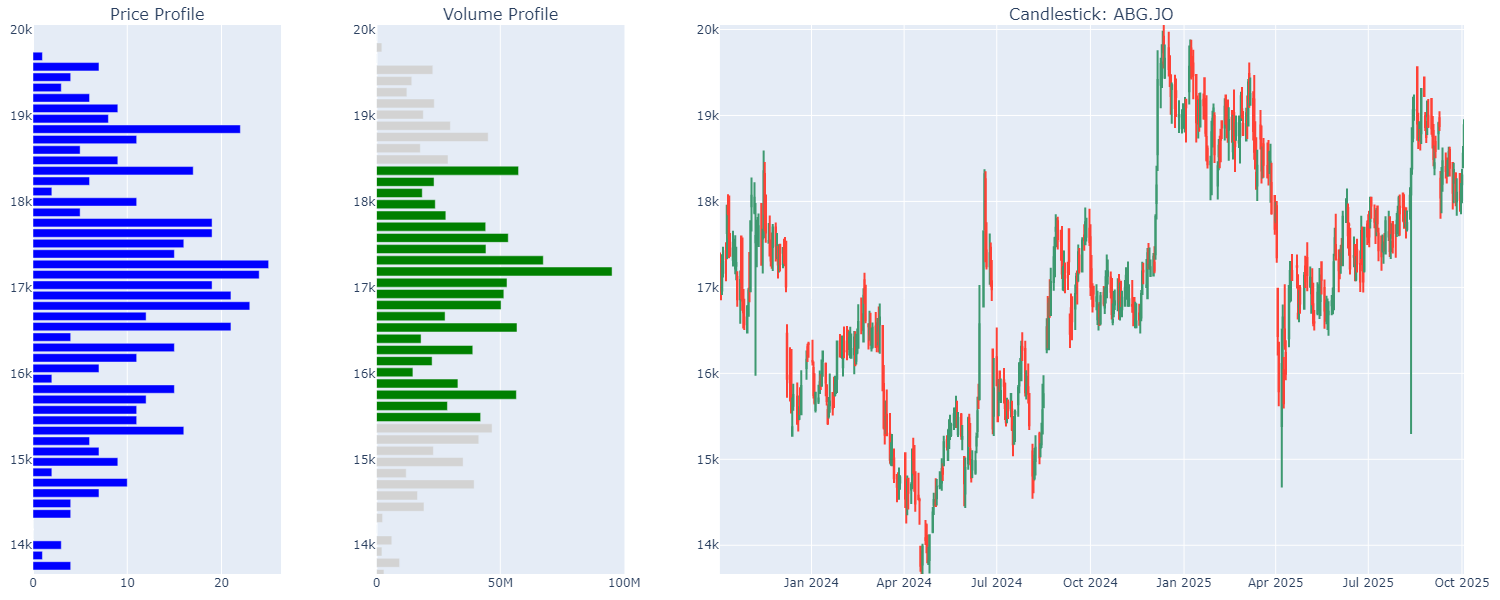 Price Profile
20k
19k
18k
17k
16k
15k
14k
0
10
20
Volume Profile
20k
19k
18k
17k
16k
15k
14k
0
50M
100M
Candlestick: ABG.JO
20k
19k
18k
17k
16k
15k
14k
Jan 2024
Apr 2024
Jul 2024
Oct 2024
Jan 2025
Apr 2025
Jul 2025
Oct 2025